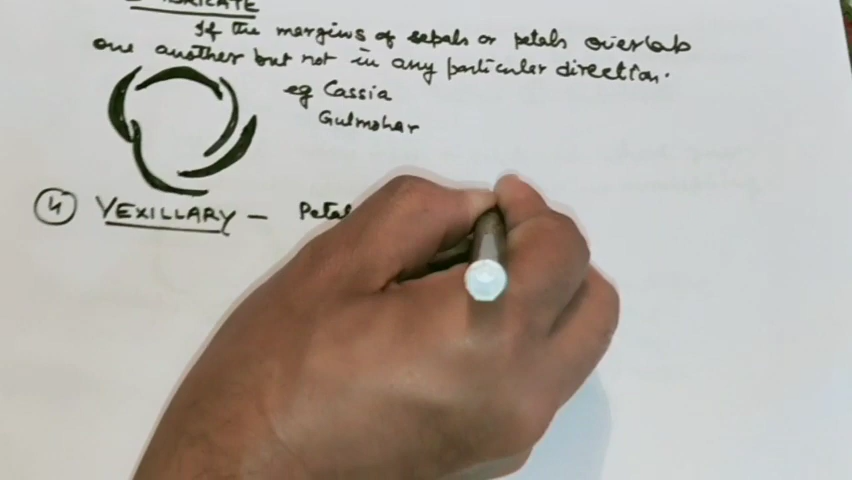 If the margins of sepals or petals overlap
one another but not in any particular direction.
eg Cassia
Gulmohar
4 VEXILLARY - Petal